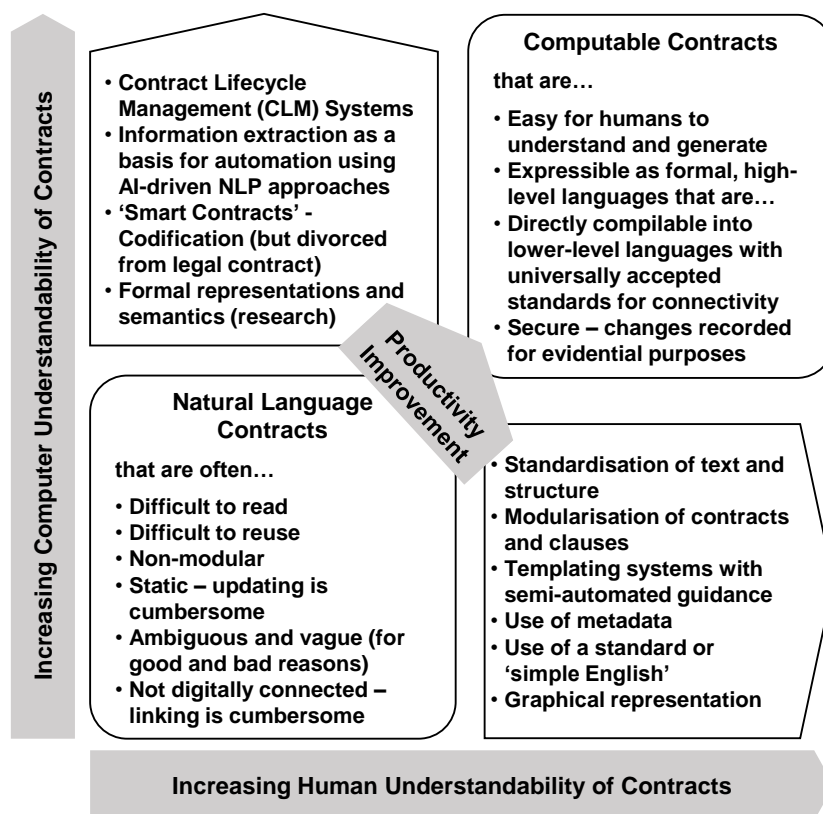 Increasing Computer Understandability of Contracts
• Contract Lifecycle
Management (CLM) Systems
• Information extraction as a
basis for automation using
AI-driven NLP approaches
• ‘Smart Contracts’ -
Codification (but divorced
from legal contract)
• Formal representations and
semantics (research)
Computable Contracts
that are…
• Easy for humans to
understand and generate
• Expressible as formal, high-
level languages that are…
• Directly compilable into
lower-level languages with
universally accepted
standards for connectivity
• Secure – changes recorded
for evidential purposes
Productivity
Improvement
Natural Language
Contracts
that are often…
• Difficult to read
• Difficult to reuse
• Non-modular
• Static – updating is
cumbersome
• Ambiguous and vague (for
good and bad reasons)
• Not digitally connected –
linking is cumbersome
• Standardisation of text and
structure
• Modularisation of contracts
and clauses
• Templating systems with
semi-automated guidance
• Use of metadata
• Use of a standard or
‘simple English’
• Graphical representation
Increasing Human Understandability of Contracts